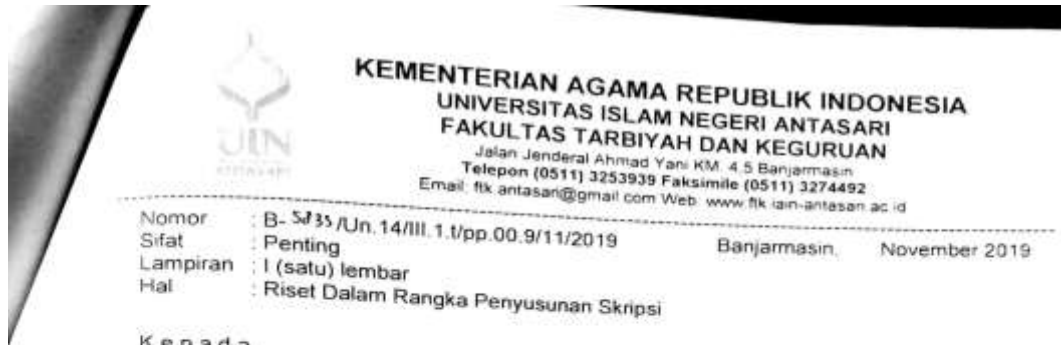 UIN
ANTASARI
KEMENTERIAN AGAMA REPUBLIK INDONESIA
UNIVERSITAS ISLAM NEGERI ANTASARI
FAKULTAS TARBIYAH DAN KEGURUAN
Jalan Jenderal Ahmad Yani KM. 4.5 Banjarmasin
Telepon (0511) 3253939 Faksimile (0511) 3274492
Email: ftk.antasari@gmail.com Web: www.ftk.iain-antasari.ac.id
Nomor : B- /Un.14/III.1.t/pp.00.9/11/2019 Banjarmasin, November 2019
Sifat : Penting
Lampiran : I (satu) lembar
Hal : Riset Dalam Rangka Penyusunan Skripsi
Kepada